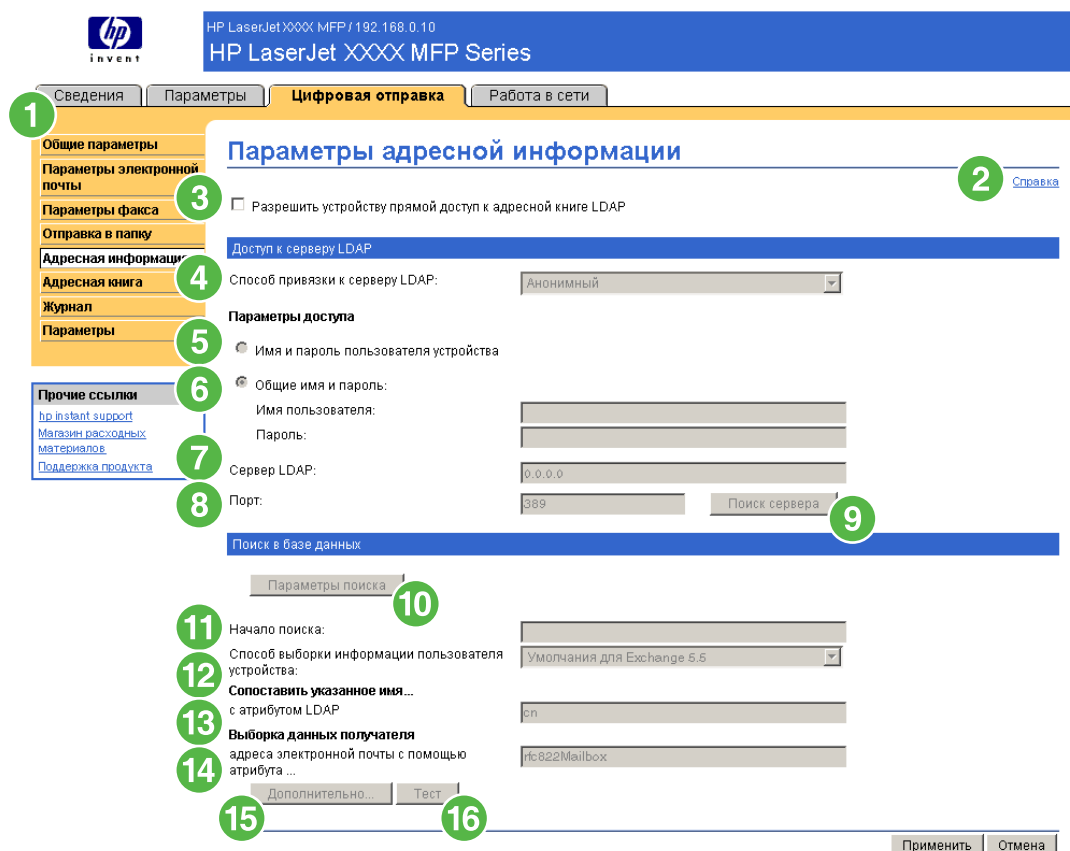 hp
invent
HP LaserJet XXXX MFP / 192.168.0.10
HP LaserJet XXXX MFP Series
Сведения
Параметры
Цифровая отправка
Работа в сети
1
Общие параметры
Параметры электронной
почты
Параметры факса
Отправка в папку
Адресная информация
Адресная книга
Журнал
Параметры
Прочие ссылки
hp instant support
Магазин расходных
материалов
Поддержка продукта
Параметры адресной информации
2
Справка
3
Разрешить устройству прямой доступ к адресной книге LDAP
Доступ к серверу LDAP
4
Способ привязки к серверу LDAP:
Анонимный
Параметры доступа
5
Имя и пароль пользователя устройства
6
Общие имя и пароль:
Имя пользователя:
Пароль:
7
Сервер LDAP:
0.0.0.0
8
Порт:
389
Поиск сервера
9
Поиск в базе данных
Параметры поиска
10
11
Начало поиска:
12
Способ выборки информации пользователя
устройства:
Умолчания для Exchange 5.5
Сопоставить указанное имя...
13
с атрибутом LDAP
cn
Выборка данных получателя
14
адреса электронной почты с помощью
атрибута ...
rfc822Mailbox
Дополнительно...
Тест
15
16
Применить
Отмена